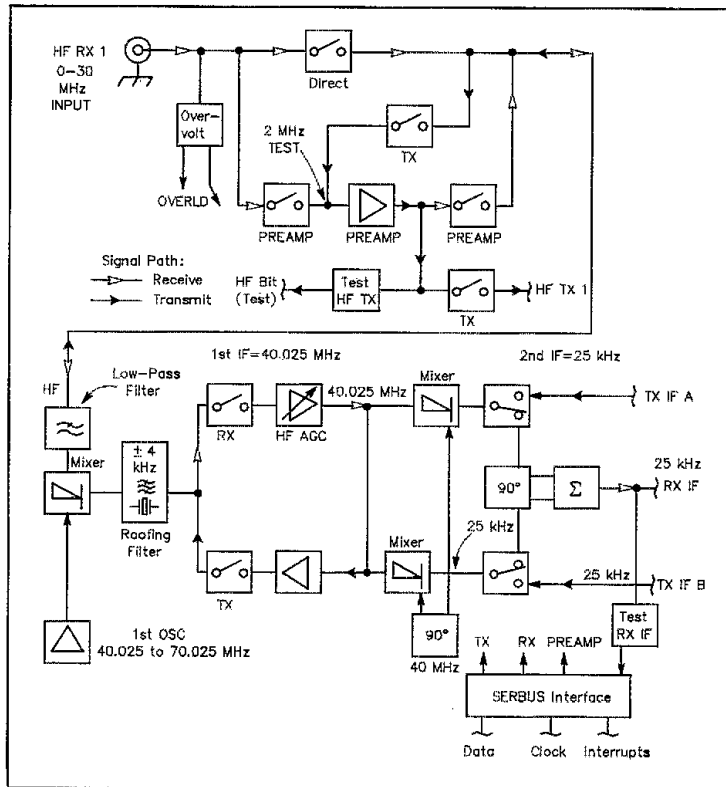 HF RX 1
0-30
MHz
INPUT
Direct
Over-
volt
2 MHz
TEST
TX
OVERLD
PREAMP
PREAMP
PREAMP
Signal Path:
Receive
Transmit
HF Bit
(Test)
Test
HF TX
TX
HF TX 1
1st IF=40.025 MHz
2nd IF=25 kHz
HF
Low-Pass
Filter
Mixer
± 4
kHz
Roofing
Filter
RX
HF AGC
40.025 MHz
Mixer
TX IF A
90°
Σ
25 kHz
RX IF
TX
Mixer
25 kHz
25 kHz
TX IF B
90°
40 MHz
Test
RX IF
1st OSC
40.025 to 70.025 MHz
TX
RX
PREAMP
SERBUS Interface
Data
Clock
Interrupts